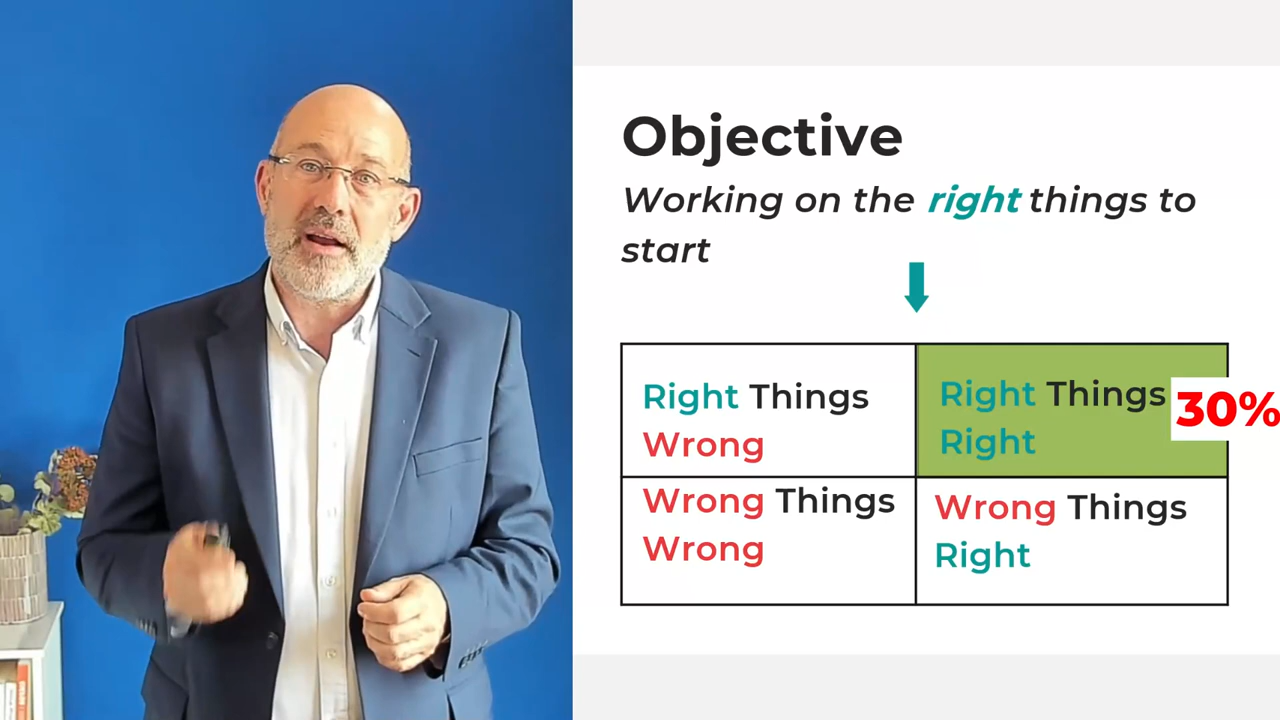 Objective
Working on the right things to
start
Right Things
Wrong
Right Things
Right
30%
Wrong Things
Wrong
Wrong Things
Right